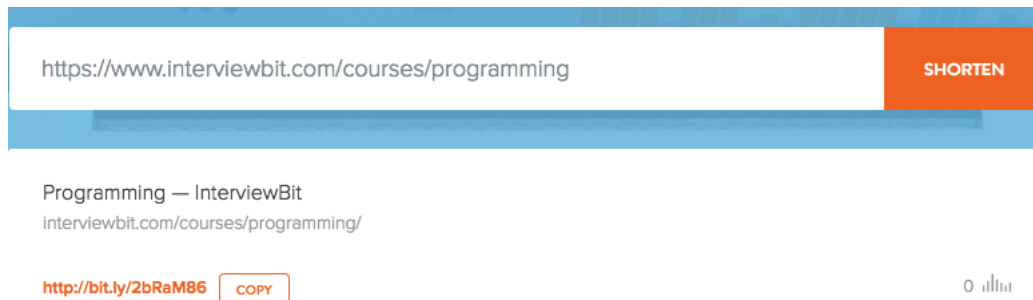 https://www.interviewbit.com/courses/programming SHORTEN
Programming — InterviewBit
interviewbit.com/courses/programming/
http://bit.ly/2bRaM86 COPY 0